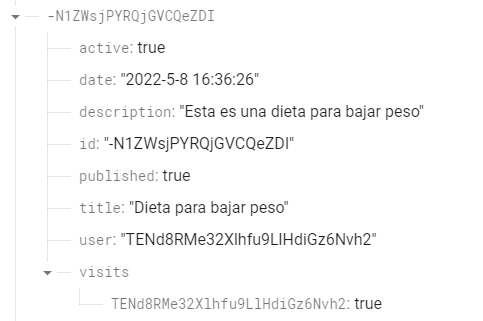 -N1ZWsjPYRQjGVCQeZDI
active: true
date: "2022-5-8 16:36:26"
description: "Esta es una dieta para bajar peso"
id: "-N1ZWsjPYRQjGVCQeZDI"
published: true
title: "Dieta para bajar peso"
user: "TENd8RMe32Xlhfu9LlHdiGz6Nvh2"
visits
TENd8RMe32Xlhfu9LlHdiGz6Nvh2: true